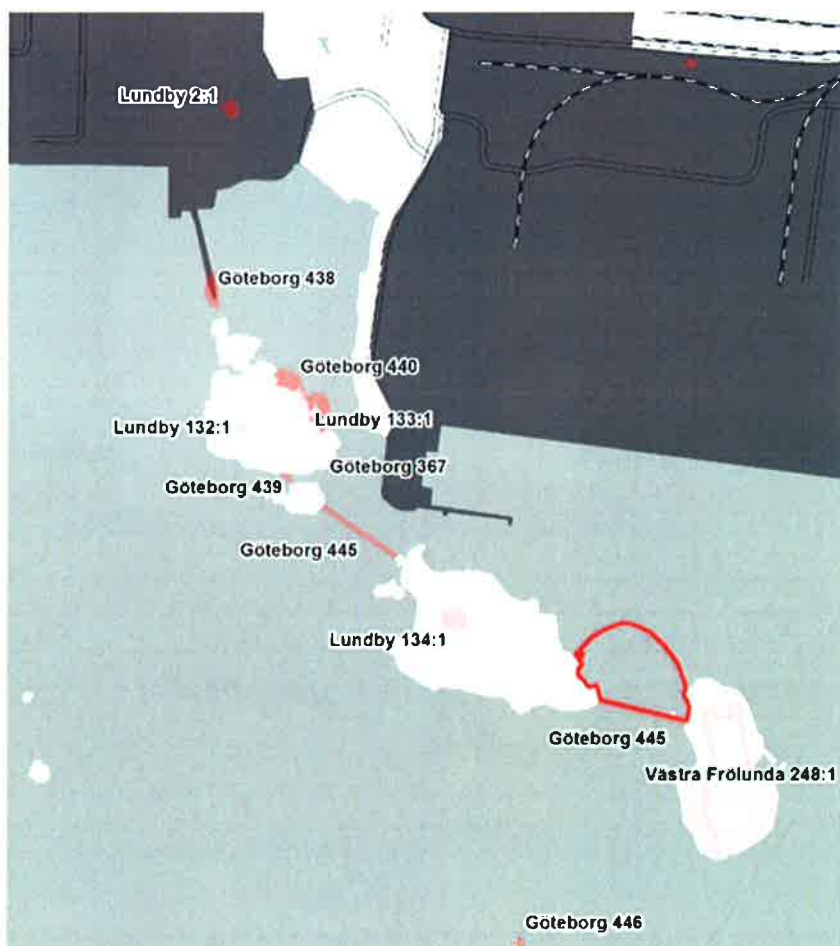 Lundby 2:1
Göteborg 438
Göteborg 440
Lundby 133:1
Lundby 132:1
Göteborg 367
Göteborg 439
Göteborg 445
Lundby 134:1
Göteborg 445
Västra Frölunda 248:1
Göteborg 446